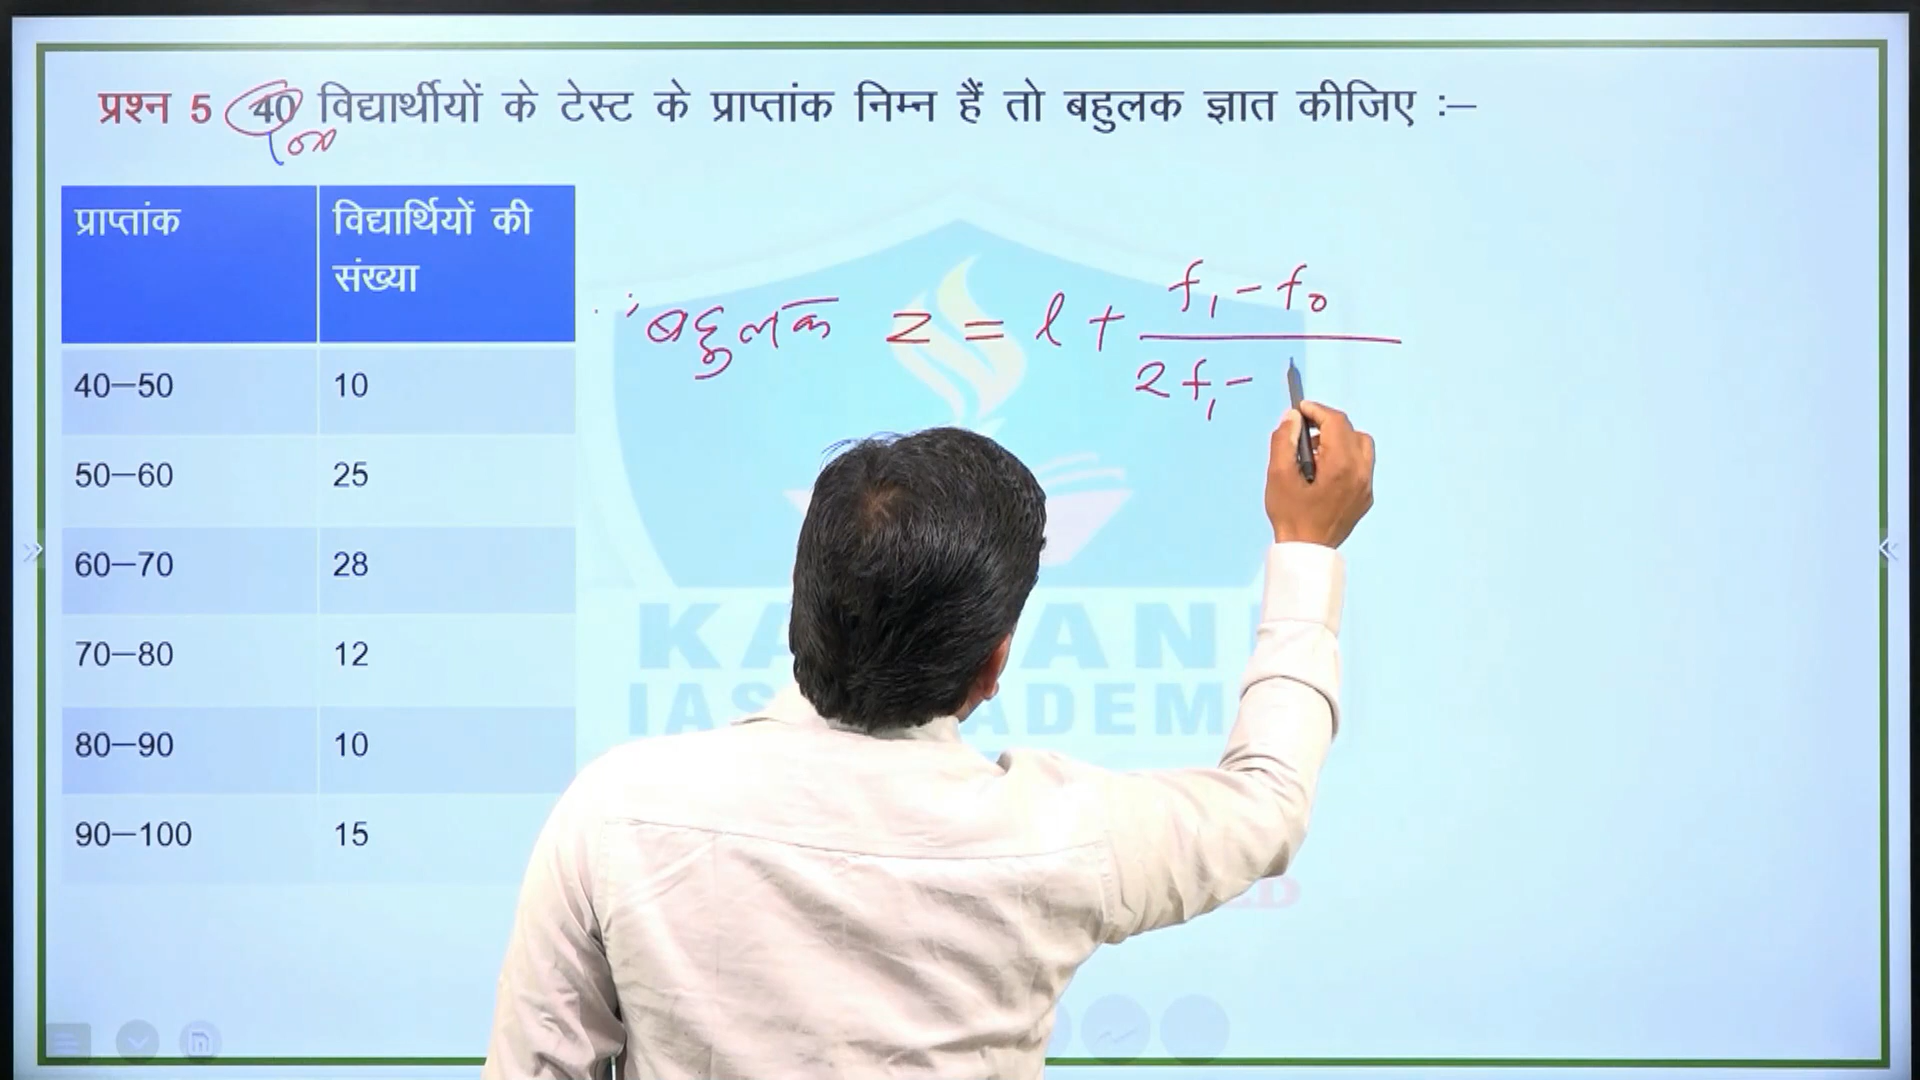 प्रश्न 5 40 विद्यार्थीयों के टेस्ट के प्राप्तांक निम्न हैं तो बहुलक ज्ञात कीजिए :–
100
प्राप्तांक विद्यार्थियों की संख्या
40–50 10
50–60 25
60–70 28
70–80 12
80–90 10
90–100 15
∵ बहुलक z = l + f₁ - f₀
2f₁ -